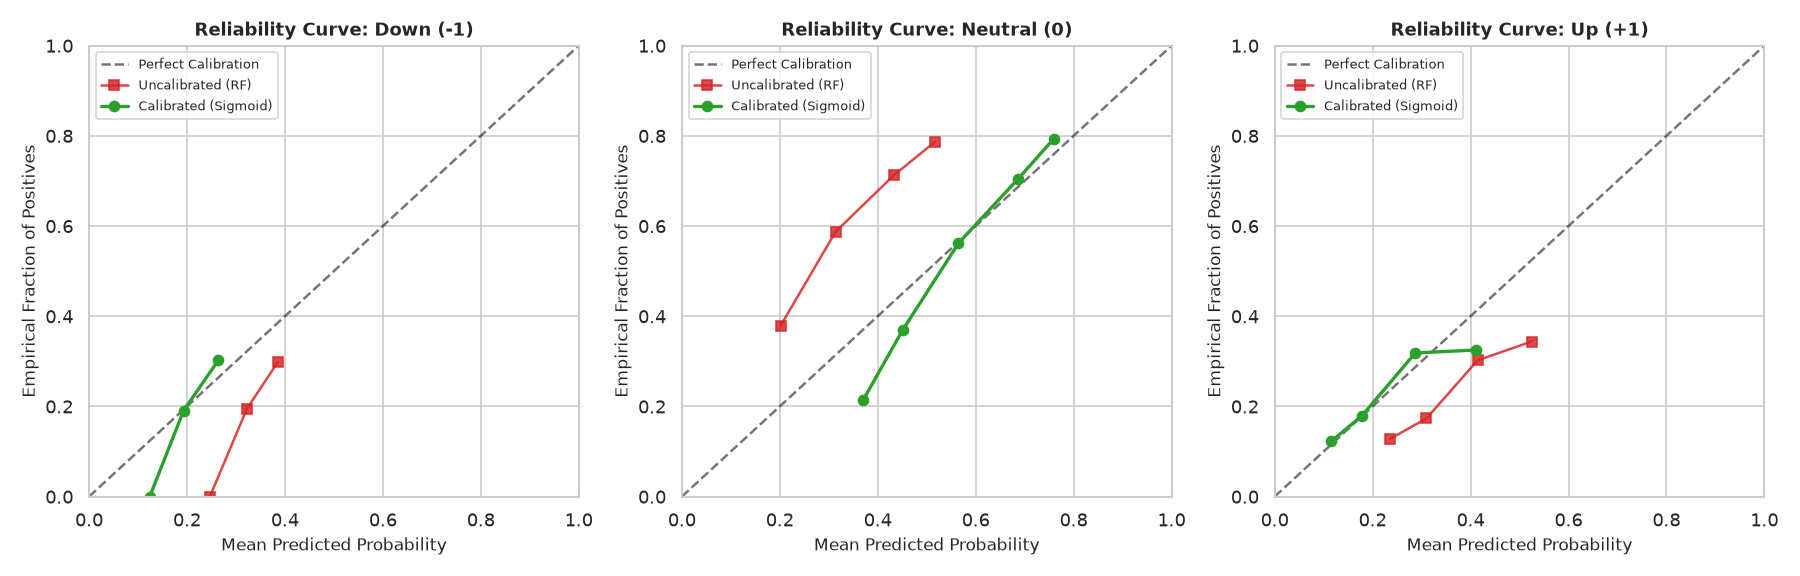 Reliability Curve: Down (-1)
1.0
0.8
0.6
0.4
0.2
0.0
Empirical Fraction of Positives
Perfect Calibration
Uncalibrated (RF)
Calibrated (Sigmoid)
0.0 0.2 0.4 0.6 0.8 1.0
Mean Predicted Probability
Reliability Curve: Neutral (0)
1.0
0.8
0.6
0.4
0.2
0.0
Empirical Fraction of Positives
Perfect Calibration
Uncalibrated (RF)
Calibrated (Sigmoid)
0.0 0.2 0.4 0.6 0.8 1.0
Mean Predicted Probability
Reliability Curve: Up (+1)
1.0
0.8
0.6
0.4
0.2
0.0
Empirical Fraction of Positives
Perfect Calibration
Uncalibrated (RF)
Calibrated (Sigmoid)
0.0 0.2 0.4 0.6 0.8 1.0
Mean Predicted Probability